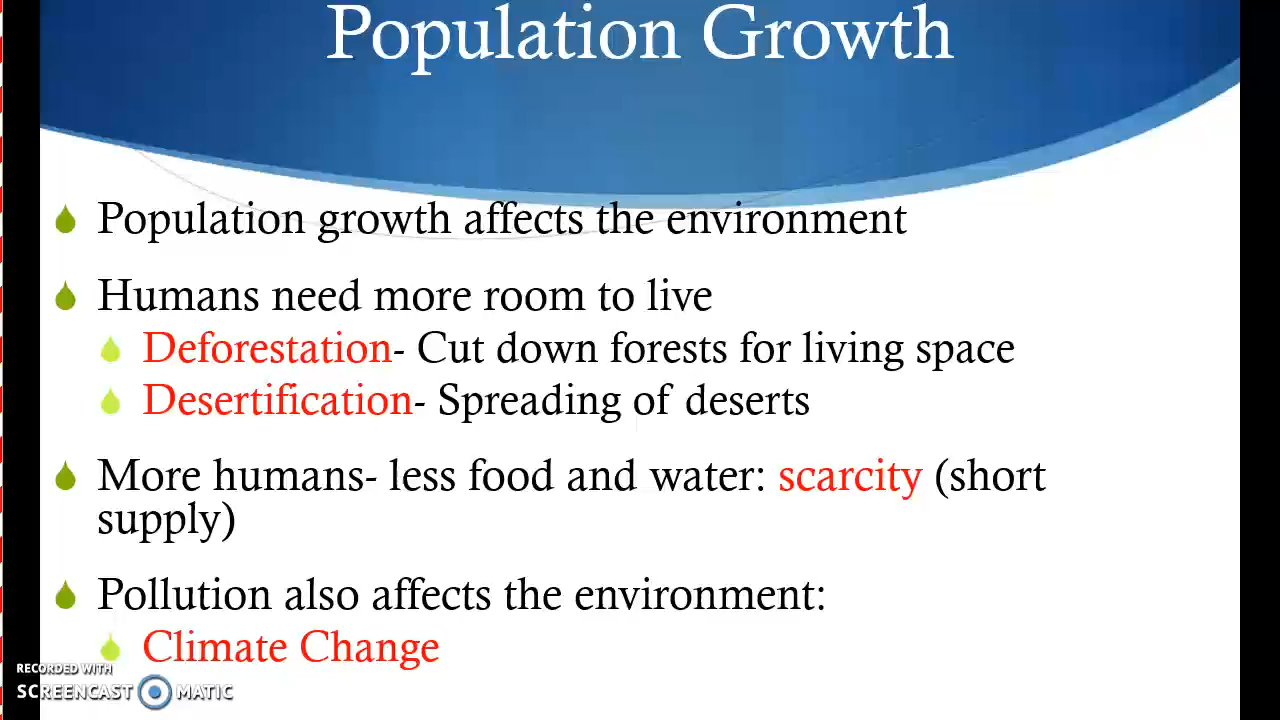 Population Growth
Population growth affects the environment
Humans need more room to live
Deforestation- Cut down forests for living space
Desertification- Spreading of deserts
More humans- less food and water: scarcity (short
supply)
Pollution also affects the environment:
Climate Change
RECORDED WITH
SCREENCAST MATIC